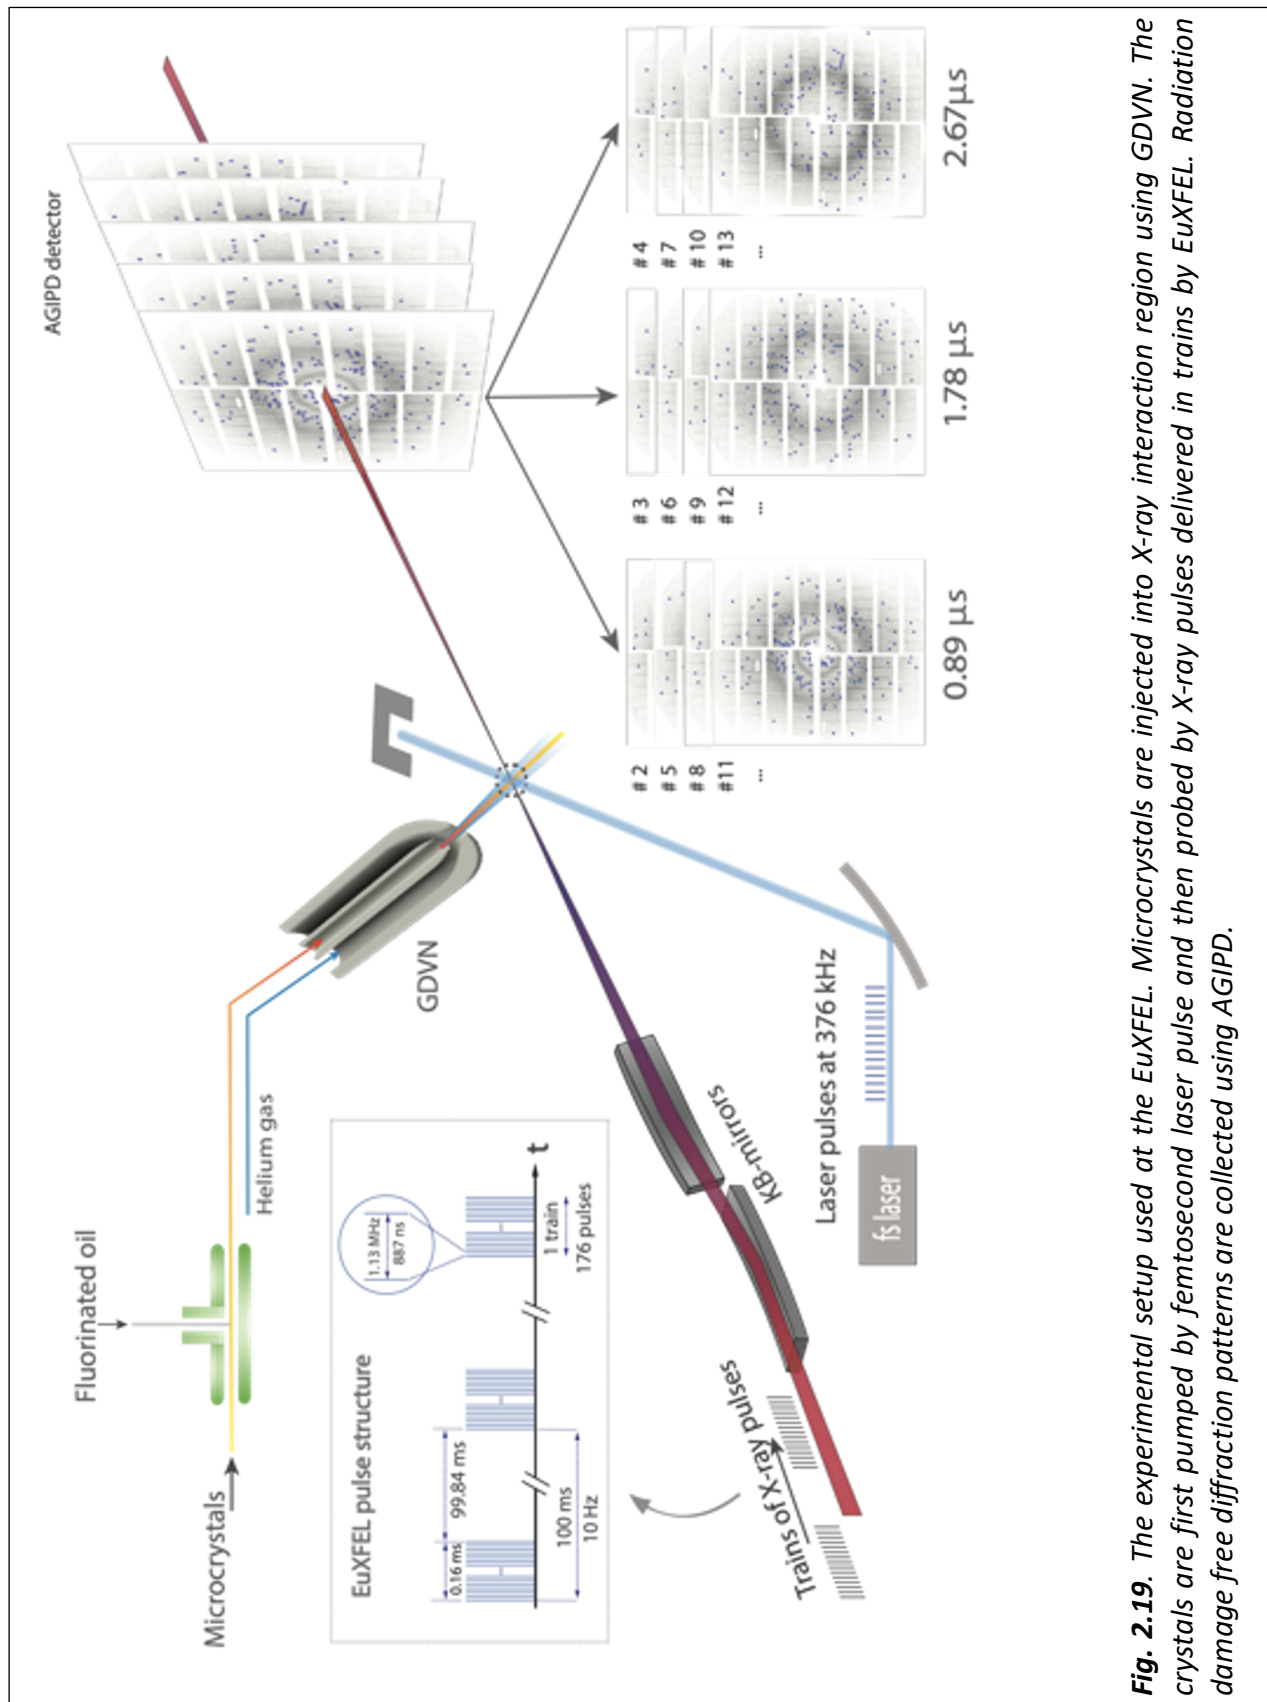 Microcrystals
Fluorinated oil
Helium gas
GDVN
AGIPD detector
EuXFEL pulse structure
0.16 ms
99.84 ms
100 ms
10 Hz
1.13 MHz
887 ns
1 train
176 pulses
t
Trains of X-ray pulses
KB-mirrors
Laser pulses at 376 kHz
fs laser
#2
#5
#8
#11
...
0.89 µs
#3
#6
#9
#12
...
1.78 µs
#4
#7
#10
#13
...
2.67µs
Fig. 2.19. The experimental setup used at the EuXFEL. Microcrystals are injected into X-ray interaction region using GDVN. The
crystals are first pumped by femtosecond laser pulse and then probed by X-ray pulses delivered in trains by EuXFEL. Radiation
damage free diffraction patterns are collected using AGIPD.